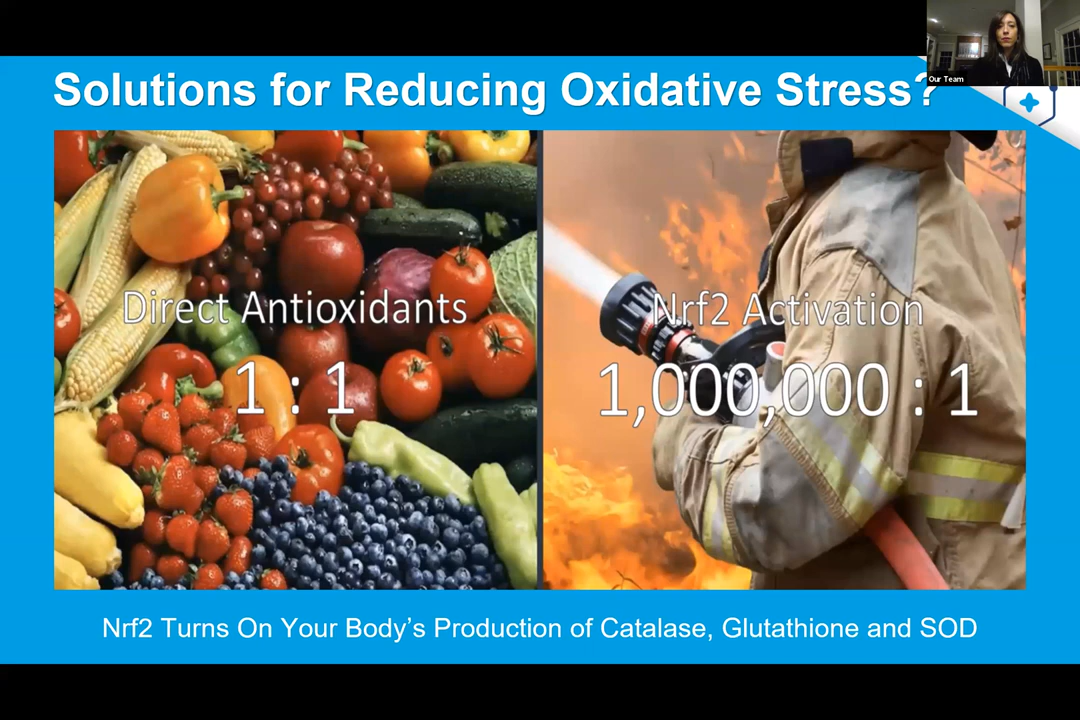 Solutions for Reducing Oxidative Stress?
Our Team
Direct Antioxidants
1 : 1
Nrf2 Activation
1,000,000 : 1
Nrf2 Turns On Your Body's Production of Catalase, Glutathione and SOD